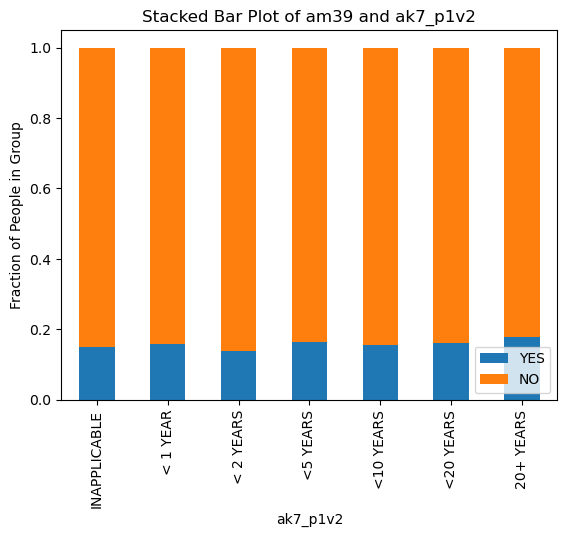 Stacked Bar Plot of am39 and ak7_p1v2
Fraction of People in Group
1.0
0.8
0.6
0.4
0.2
0.0
YES
NO
INAPPLICABLE
< 1 YEAR
< 2 YEARS
<5 YEARS
<10 YEARS
<20 YEARS
20+ YEARS
ak7_p1v2